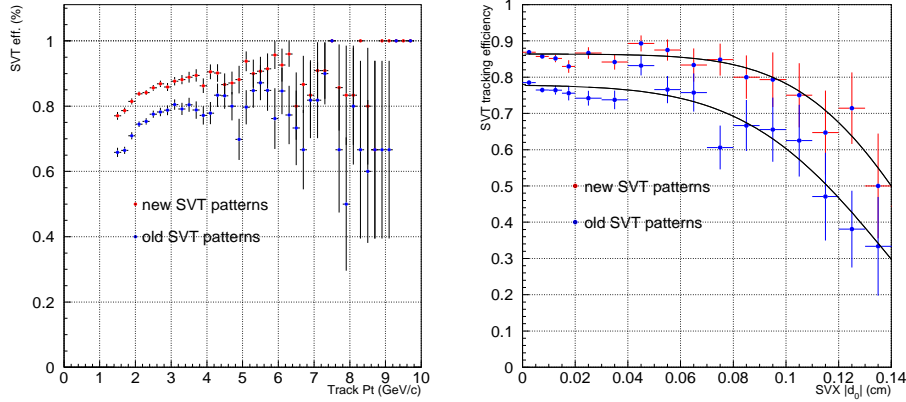 SVT eff. (%)
1
0.8
0.6
0.4
0.2
0
new SVT patterns
old SVT patterns
0 1 2 3 4 5 6 7 8 9 10
Track Pt (GeV/c)
SVT tracking efficiency
1
0.9
0.8
0.7
0.6
0.5
0.4
0.3
0.2
0.1
0
new SVT patterns
old SVT patterns
0 0.02 0.04 0.06 0.08 0.1 0.12 0.14
SVX |d₀| (cm)